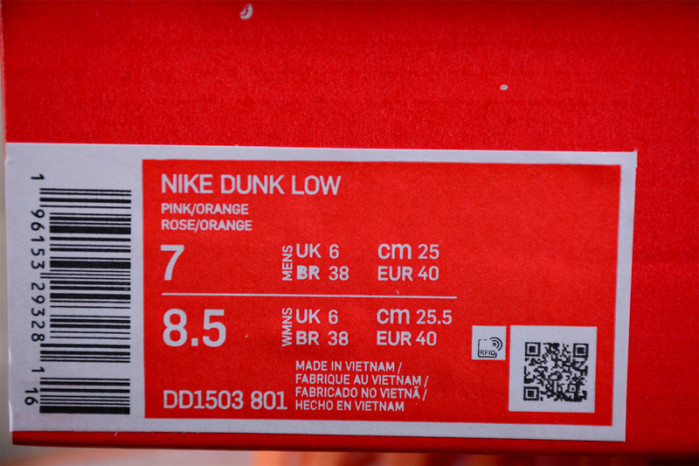 NIKE DUNK LOW
PINK/ORANGE
ROSE/ORANGE
7 MENS UK 6 cm 25
BR 38 EUR 40
8.5 WMNS UK 6 cm 25.5
BR 38 EUR 40
MADE IN VIETNAM /
FABRIQUE AU VIETNAM /
FABRICADO NO VIETNÃ /
HECHO EN VIETNAM
DD1503 801
RFID
1 96153 29328 1 16